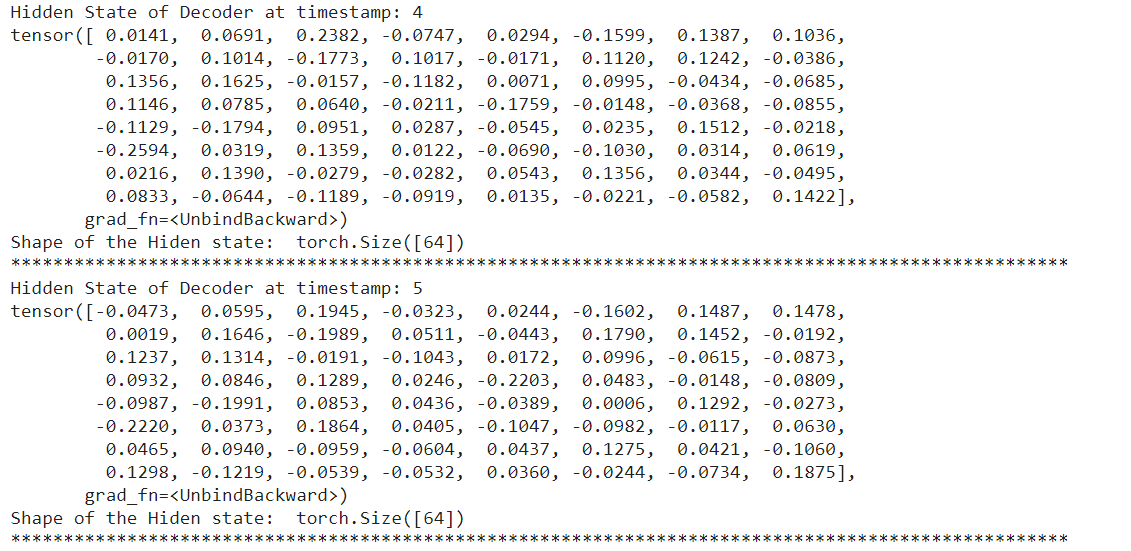 Hidden State of Decoder at timestamp: 4
tensor([ 0.0141,  0.0691,  0.2382, -0.0747,  0.0294, -0.1599,  0.1387,  0.1036,
        -0.0170,  0.1014, -0.1773,  0.1017, -0.0171,  0.1120,  0.1242, -0.0386,
         0.1356,  0.1625, -0.0157, -0.1182,  0.0071,  0.0995, -0.0434, -0.0685,
         0.1146,  0.0785,  0.0640, -0.0211, -0.1759, -0.0148, -0.0368, -0.0855,
        -0.1129, -0.1794,  0.0951,  0.0287, -0.0545,  0.0235,  0.1512, -0.0218,
        -0.2594,  0.0319,  0.1359,  0.0122, -0.0690, -0.1030,  0.0314,  0.0619,
         0.0216,  0.1390, -0.0279, -0.0282,  0.0543,  0.1356,  0.0344, -0.0495,
         0.0833, -0.0644, -0.1189, -0.0919,  0.0135, -0.0221, -0.0582,  0.1422],
       grad_fn=<UnbindBackward>)
Shape of the Hiden state:  torch.Size([64])
****************************************************************************************************
Hidden State of Decoder at timestamp: 5
tensor([-0.0473,  0.0595,  0.1945, -0.0323,  0.0244, -0.1602,  0.1487,  0.1478,
         0.0019,  0.1646, -0.1989,  0.0511, -0.0443,  0.1790,  0.1452, -0.0192,
         0.1237,  0.1314, -0.0191, -0.1043,  0.0172,  0.0996, -0.0615, -0.0873,
         0.0932,  0.0846,  0.1289,  0.0246, -0.2203,  0.0483, -0.0148, -0.0809,
        -0.0987, -0.1991,  0.0853,  0.0436, -0.0389,  0.0006,  0.1292, -0.0273,
        -0.2220,  0.0373,  0.1864,  0.0405, -0.1047, -0.0982, -0.0117,  0.0630,
         0.0465,  0.0940, -0.0959, -0.0604,  0.0437,  0.1275,  0.0421, -0.1060,
         0.1298, -0.1219, -0.0539, -0.0532,  0.0360, -0.0244, -0.0734,  0.1875],
       grad_fn=<UnbindBackward>)
Shape of the Hiden state:  torch.Size([64])
****************************************************************************************************